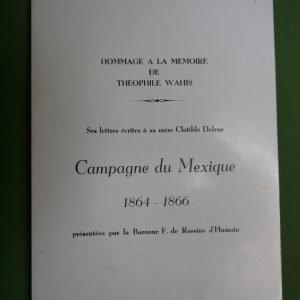 HOMMAGE A LA MEMOIRE
DE
THEOPHILE WAHIS
Ses lettres écrites à sa mère Clotilde Delrue
Campagne du Mexique
1864 - 1866
présentées par la Baronne F. de Rossius d'Humain